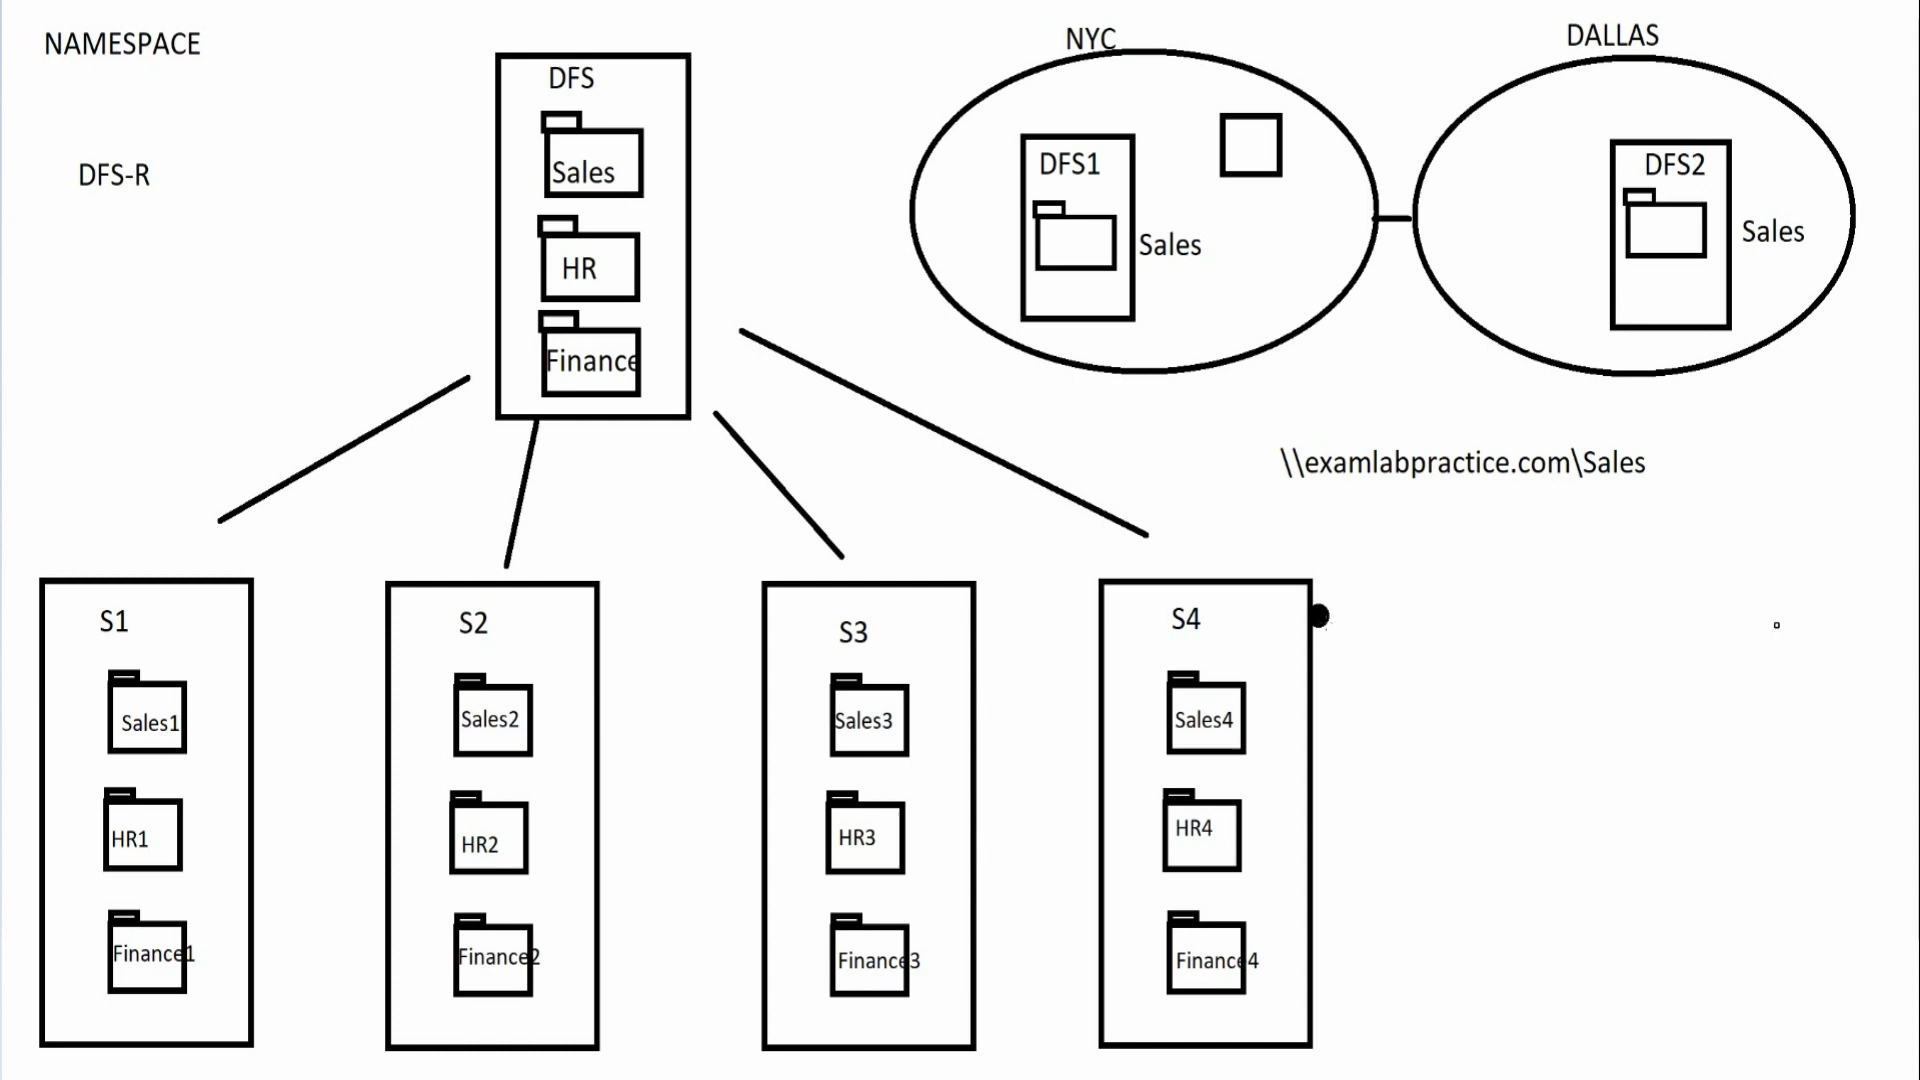 NAMESPACE
DFS-R
DFS
Sales
HR
Finance
NYC
DFS1
Sales
DALLAS
DFS2
Sales
\\examlabpractice.com\Sales
S1
Sales1
HR1
Finance1
S2
Sales2
HR2
Finance2
S3
Sales3
HR3
Finance3
S4
Sales4
HR4
Finance4